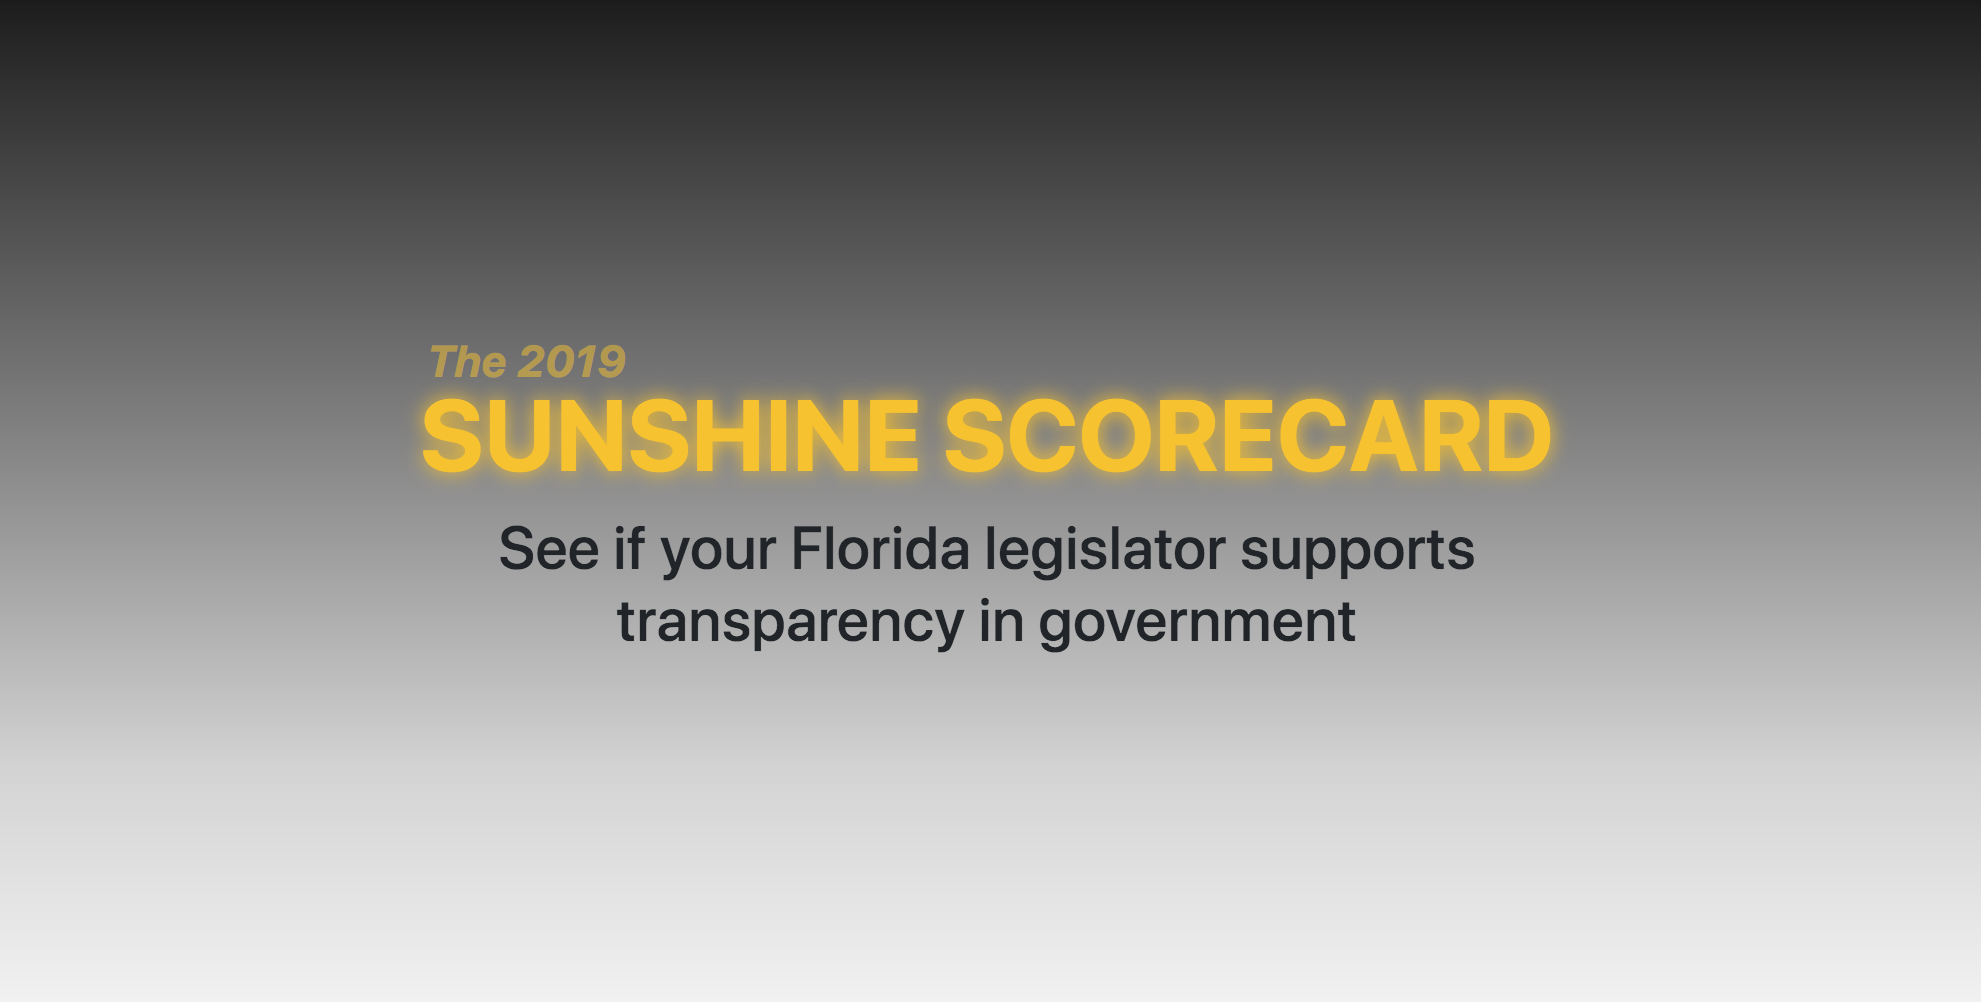 The 2019
SUNSHINE SCORECARD
See if your Florida legislator supports
transparency in government